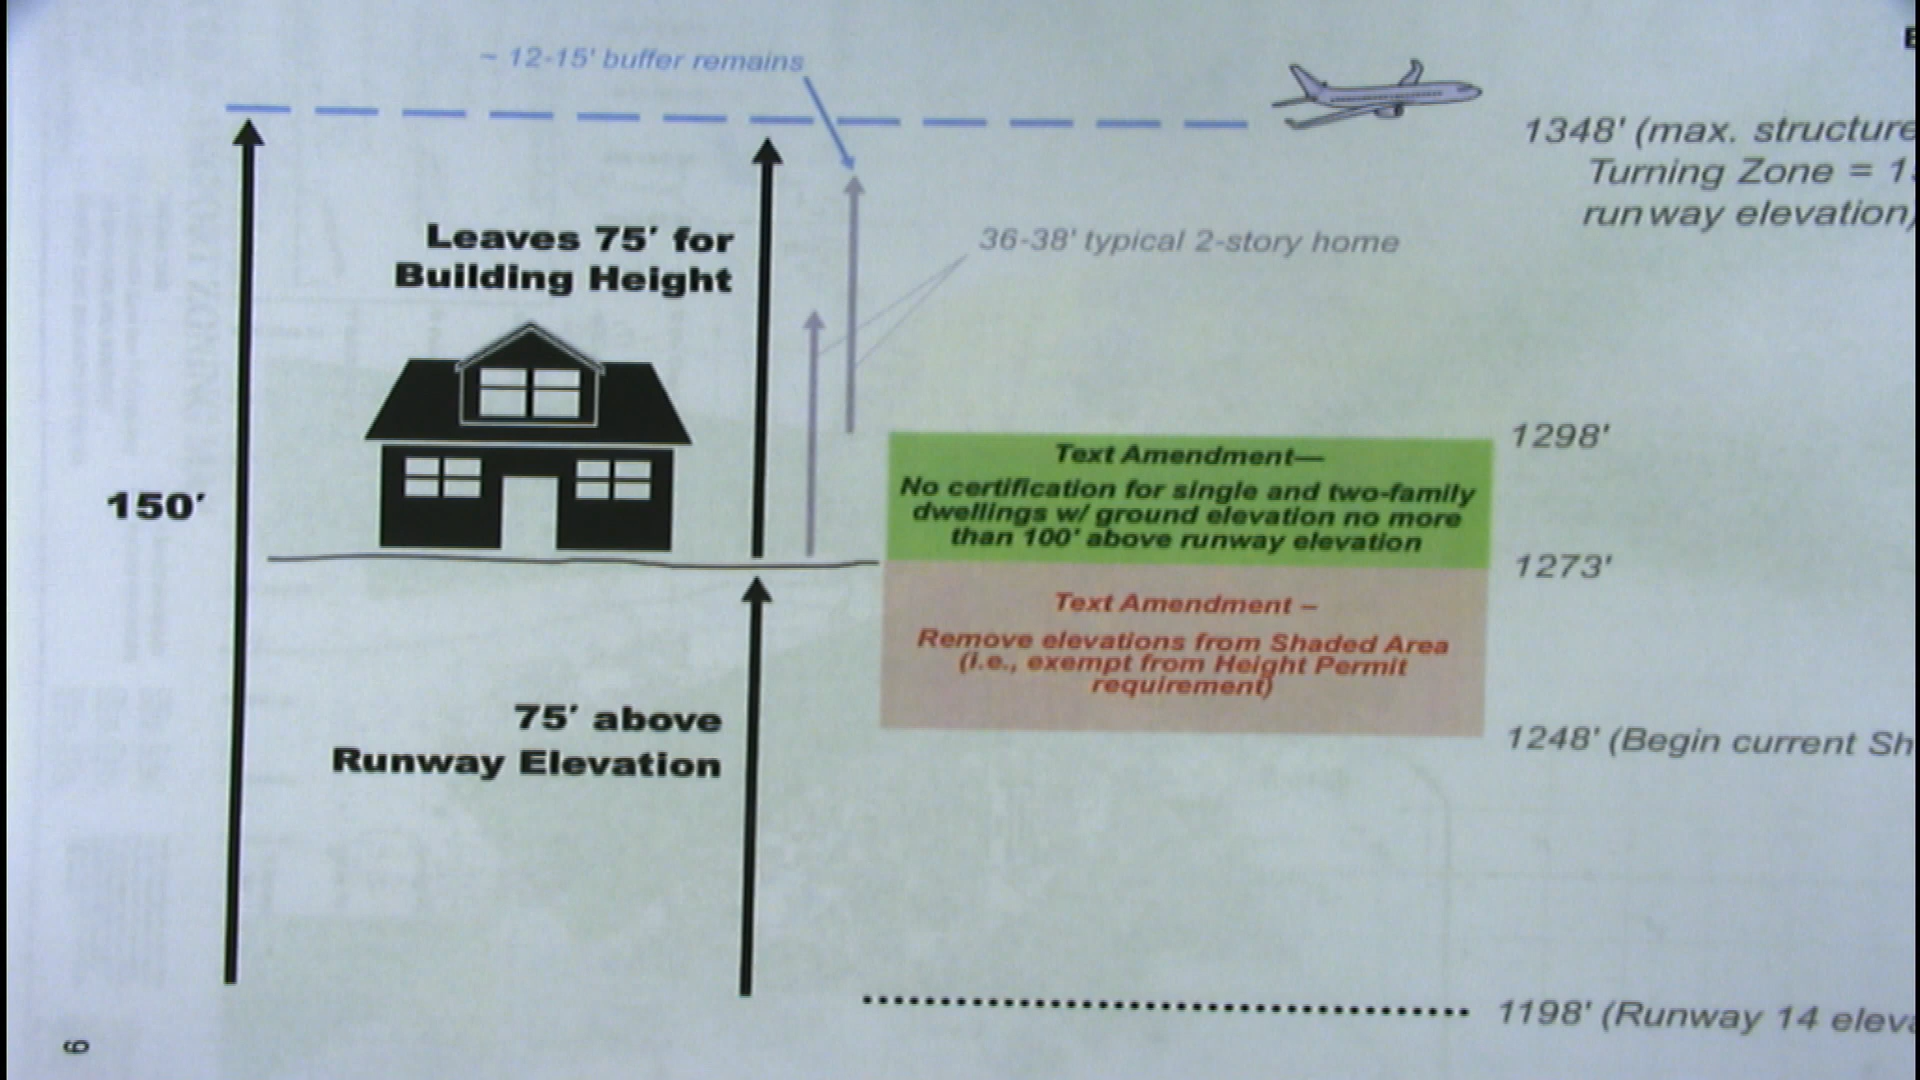 ~ 12-15' buffer remains
1348' (max. structure
Turning Zone = 1
runway elevation)
Leaves 75' for
Building Height
36-38' typical 2-story home
1298'
Text Amendment—
No certification for single and two-family
dwellings w/ ground elevation no more
than 100' above runway elevation
150'
1273'
Text Amendment –
Remove elevations from Shaded Area
(i.e., exempt from Height Permit
requirement)
75' above
Runway Elevation
1248' (Begin current Sh
1198' (Runway 14 eleva
6